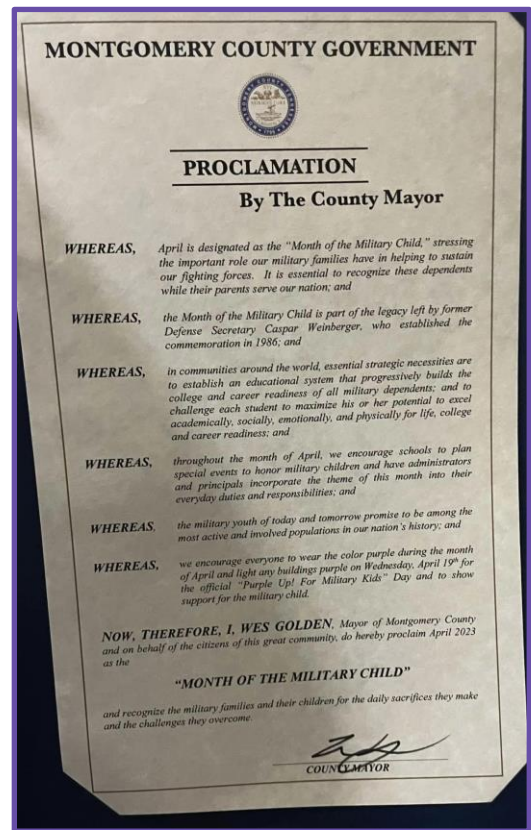 MONTGOMERY COUNTY GOVERNMENT
PROCLAMATION
By The County Mayor
WHEREAS, April is designated as the “Month of the Military Child,” stressing
the important role our military families have in helping to sustain
our fighting forces. It is essential to recognize these dependents
while their parents serve our nation; and
WHEREAS, the Month of the Military Child is part of the legacy left by former
Defense Secretary Caspar Weinberger, who established the
commemoration in 1986; and
WHEREAS, in communities around the world, essential strategic necessities are
to establish an educational system that progressively builds the
college and career readiness of all military dependents; and to
challenge each student to maximize his or her potential to excel
academically, socially, emotionally, and physically for life, college
and career readiness; and
WHEREAS, throughout the month of April, we encourage schools to plan
special events to honor military children and have administrators
and principals incorporate the theme of this month into their
everyday duties and responsibilities; and
WHEREAS, the military youth of today and tomorrow promise to be among the
most active and involved populations in our nation's history; and
WHEREAS, we encourage everyone to wear the color purple during the month
of April and light any buildings purple on Wednesday, April 19th for
the official “Purple Up! For Military Kids” Day and to show
support for the military child.
NOW, THEREFORE, I, WES GOLDEN, Mayor of Montgomery County
and on behalf of the citizens of this great community, do hereby proclaim April 2023
as the
“MONTH OF THE MILITARY CHILD”
and recognize the military families and their children for the daily sacrifices they make
and the challenges they overcome.
COUNTY MAYOR